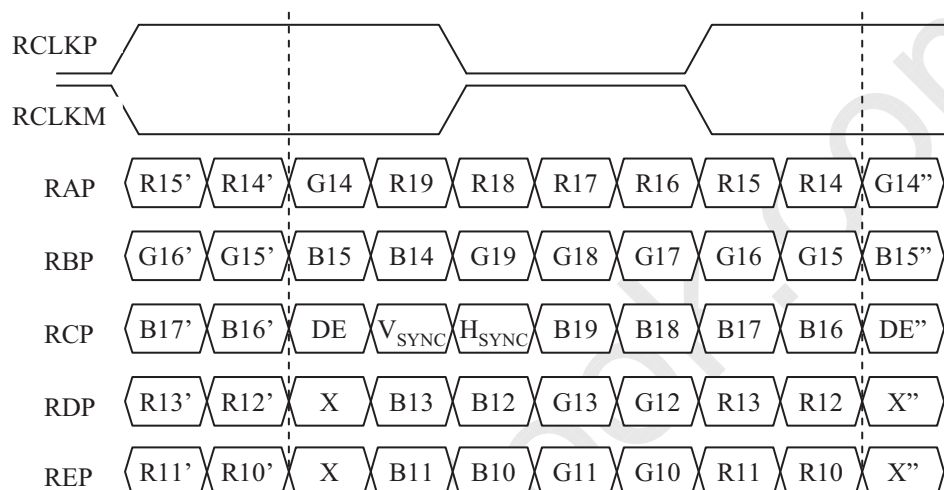 RCLKP
RCLKM
RAP R15’ R14’ G14 R19 R18 R17 R16 R15 R14 G14”
RBP G16’ G15’ B15 B14 G19 G18 G17 G16 G15 B15”
RCP B17’ B16’ DE VSYNC HSYNC B19 B18 B17 B16 DE”
RDP R13’ R12’ X B13 B12 G13 G12 R13 R12 X”
REP R11’ R10’ X B11 B10 G11 G10 R11 R10 X”